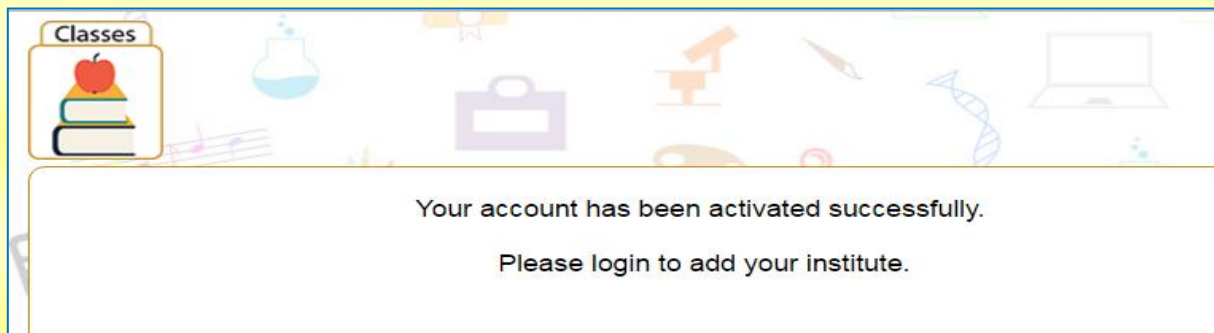 Classes
Your account has been activated successfully.
Please login to add your institute.